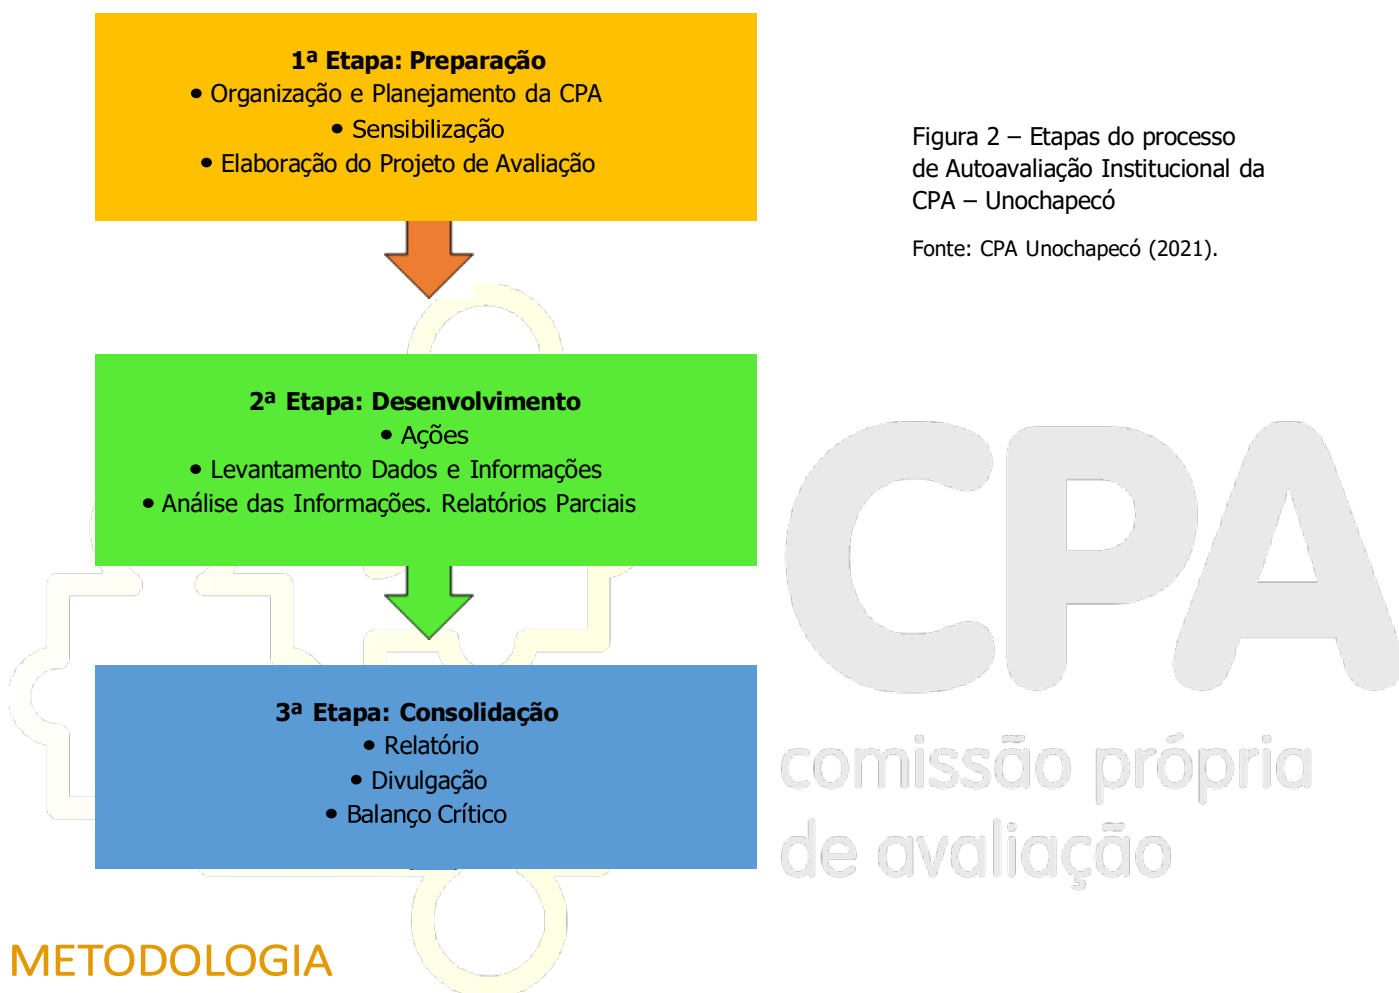 1ª Etapa: Preparação
• Organização e Planejamento da CPA
• Sensibilização
• Elaboração do Projeto de Avaliação
Figura 2 – Etapas do processo
de Autoavaliação Institucional da
CPA – Unochapecó
Fonte: CPA Unochapecó (2021).
2ª Etapa: Desenvolvimento
• Ações
• Levantamento Dados e Informações
• Análise das Informações. Relatórios Parciais
3ª Etapa: Consolidação
• Relatório
• Divulgação
• Balanço Crítico
CPA
comissão própria
de avaliação
METODOLOGIA